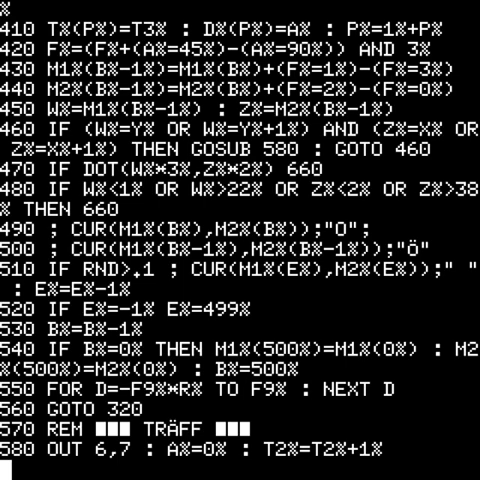 %
410 T%(P%)=T3% : D%(P%)=A% : P%=1%+P%
420 F%=(F%+(A%=45%)-(A%=90%)) AND 3%
430 M1%(B%-1%)=M1%(B%)+(F%=1%)-(F%=3%)
440 M2%(B%-1%)=M2%(B%)+(F%=2%)-(F%=0%)
450 W%=M1%(B%-1%) : Z%=M2%(B%-1%)
460 IF (W%=Y% OR W%=Y%+1%) AND (Z%=X% OR
 Z%=X%+1%) THEN GOSUB 580 : GOTO 460
470 IF DOT(W%*3%,Z%*2%) 660
480 IF W%<1% OR W%>22% OR Z%<2% OR Z%>38
% THEN 660
490 ; CUR(M1%(B%),M2%(B%));"O";
500 ; CUR(M1%(B%-1%),M2%(B%-1%));"Ö"
510 IF RND>.1 ; CUR(M1%(E%),M2%(E%));" "
 : E%=E%-1%
520 IF E%=-1% E%=499%
530 B%=B%-1%
540 IF B%=0% THEN M1%(500%)=M1%(0%) : M2
%(500%)=M2%(0%) : B%=500%
550 FOR D=-F9%*R% TO F9% : NEXT D
560 GOTO 320
570 REM ■■■ TRÄFF ■■■
580 OUT 6,7 : A%=0% : T2%=T2%+1%